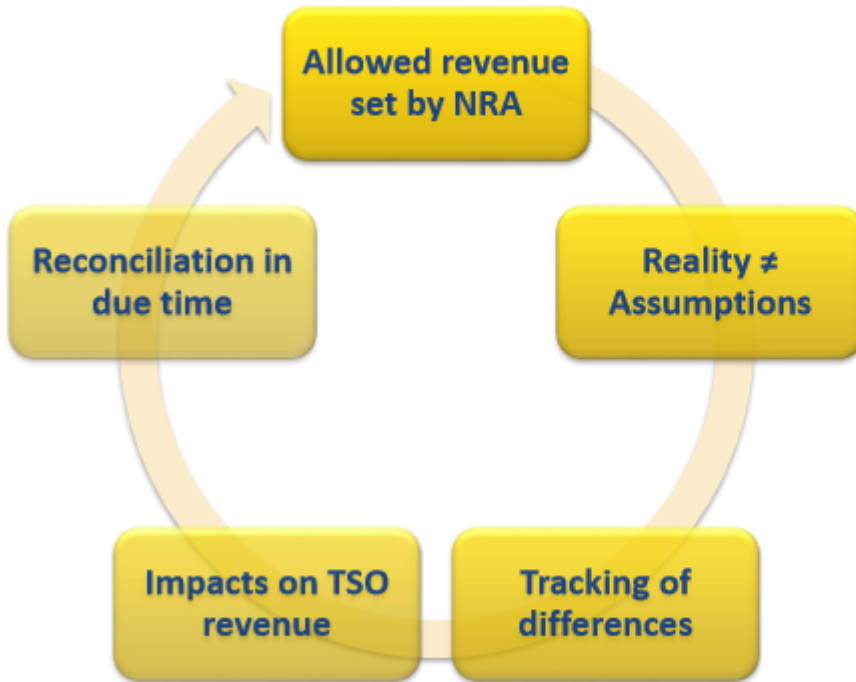 Allowed revenue
set by NRA
Reality ≠
Assumptions
Tracking of
differences
Impacts on TSO
revenue
Reconciliation in
due time